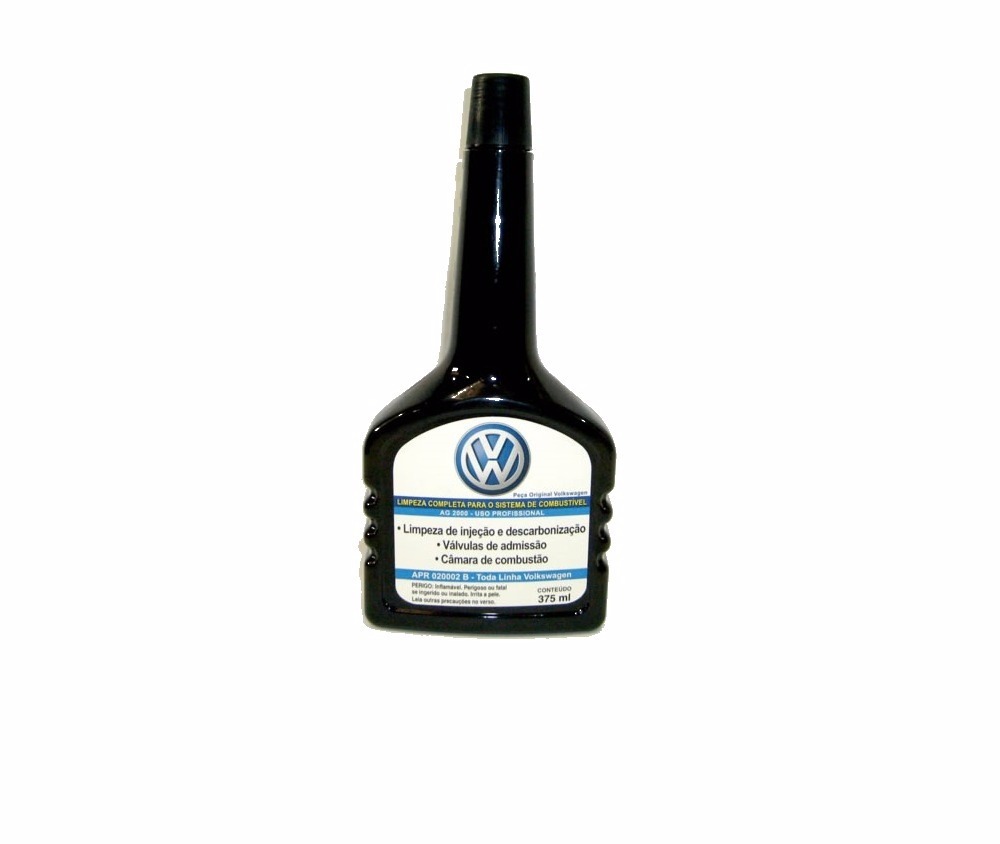 VW
Peça Original Volkswagen
LIMPEZA COMPLETA PARA O SISTEMA DE COMBUSTÍVEL
AG 2000 - USO PROFISSIONAL
• Limpeza de injeção e descarbonização
• Válvulas de admissão
• Câmara de combustão
APR 020002 B - Toda Linha Volkswagen
PERIGO: Inflamável. Perigoso ou fatal
se ingerido ou inalado. Irrita a pele.
Leia outras precauções no verso.
CONTEÚDO
375 ml